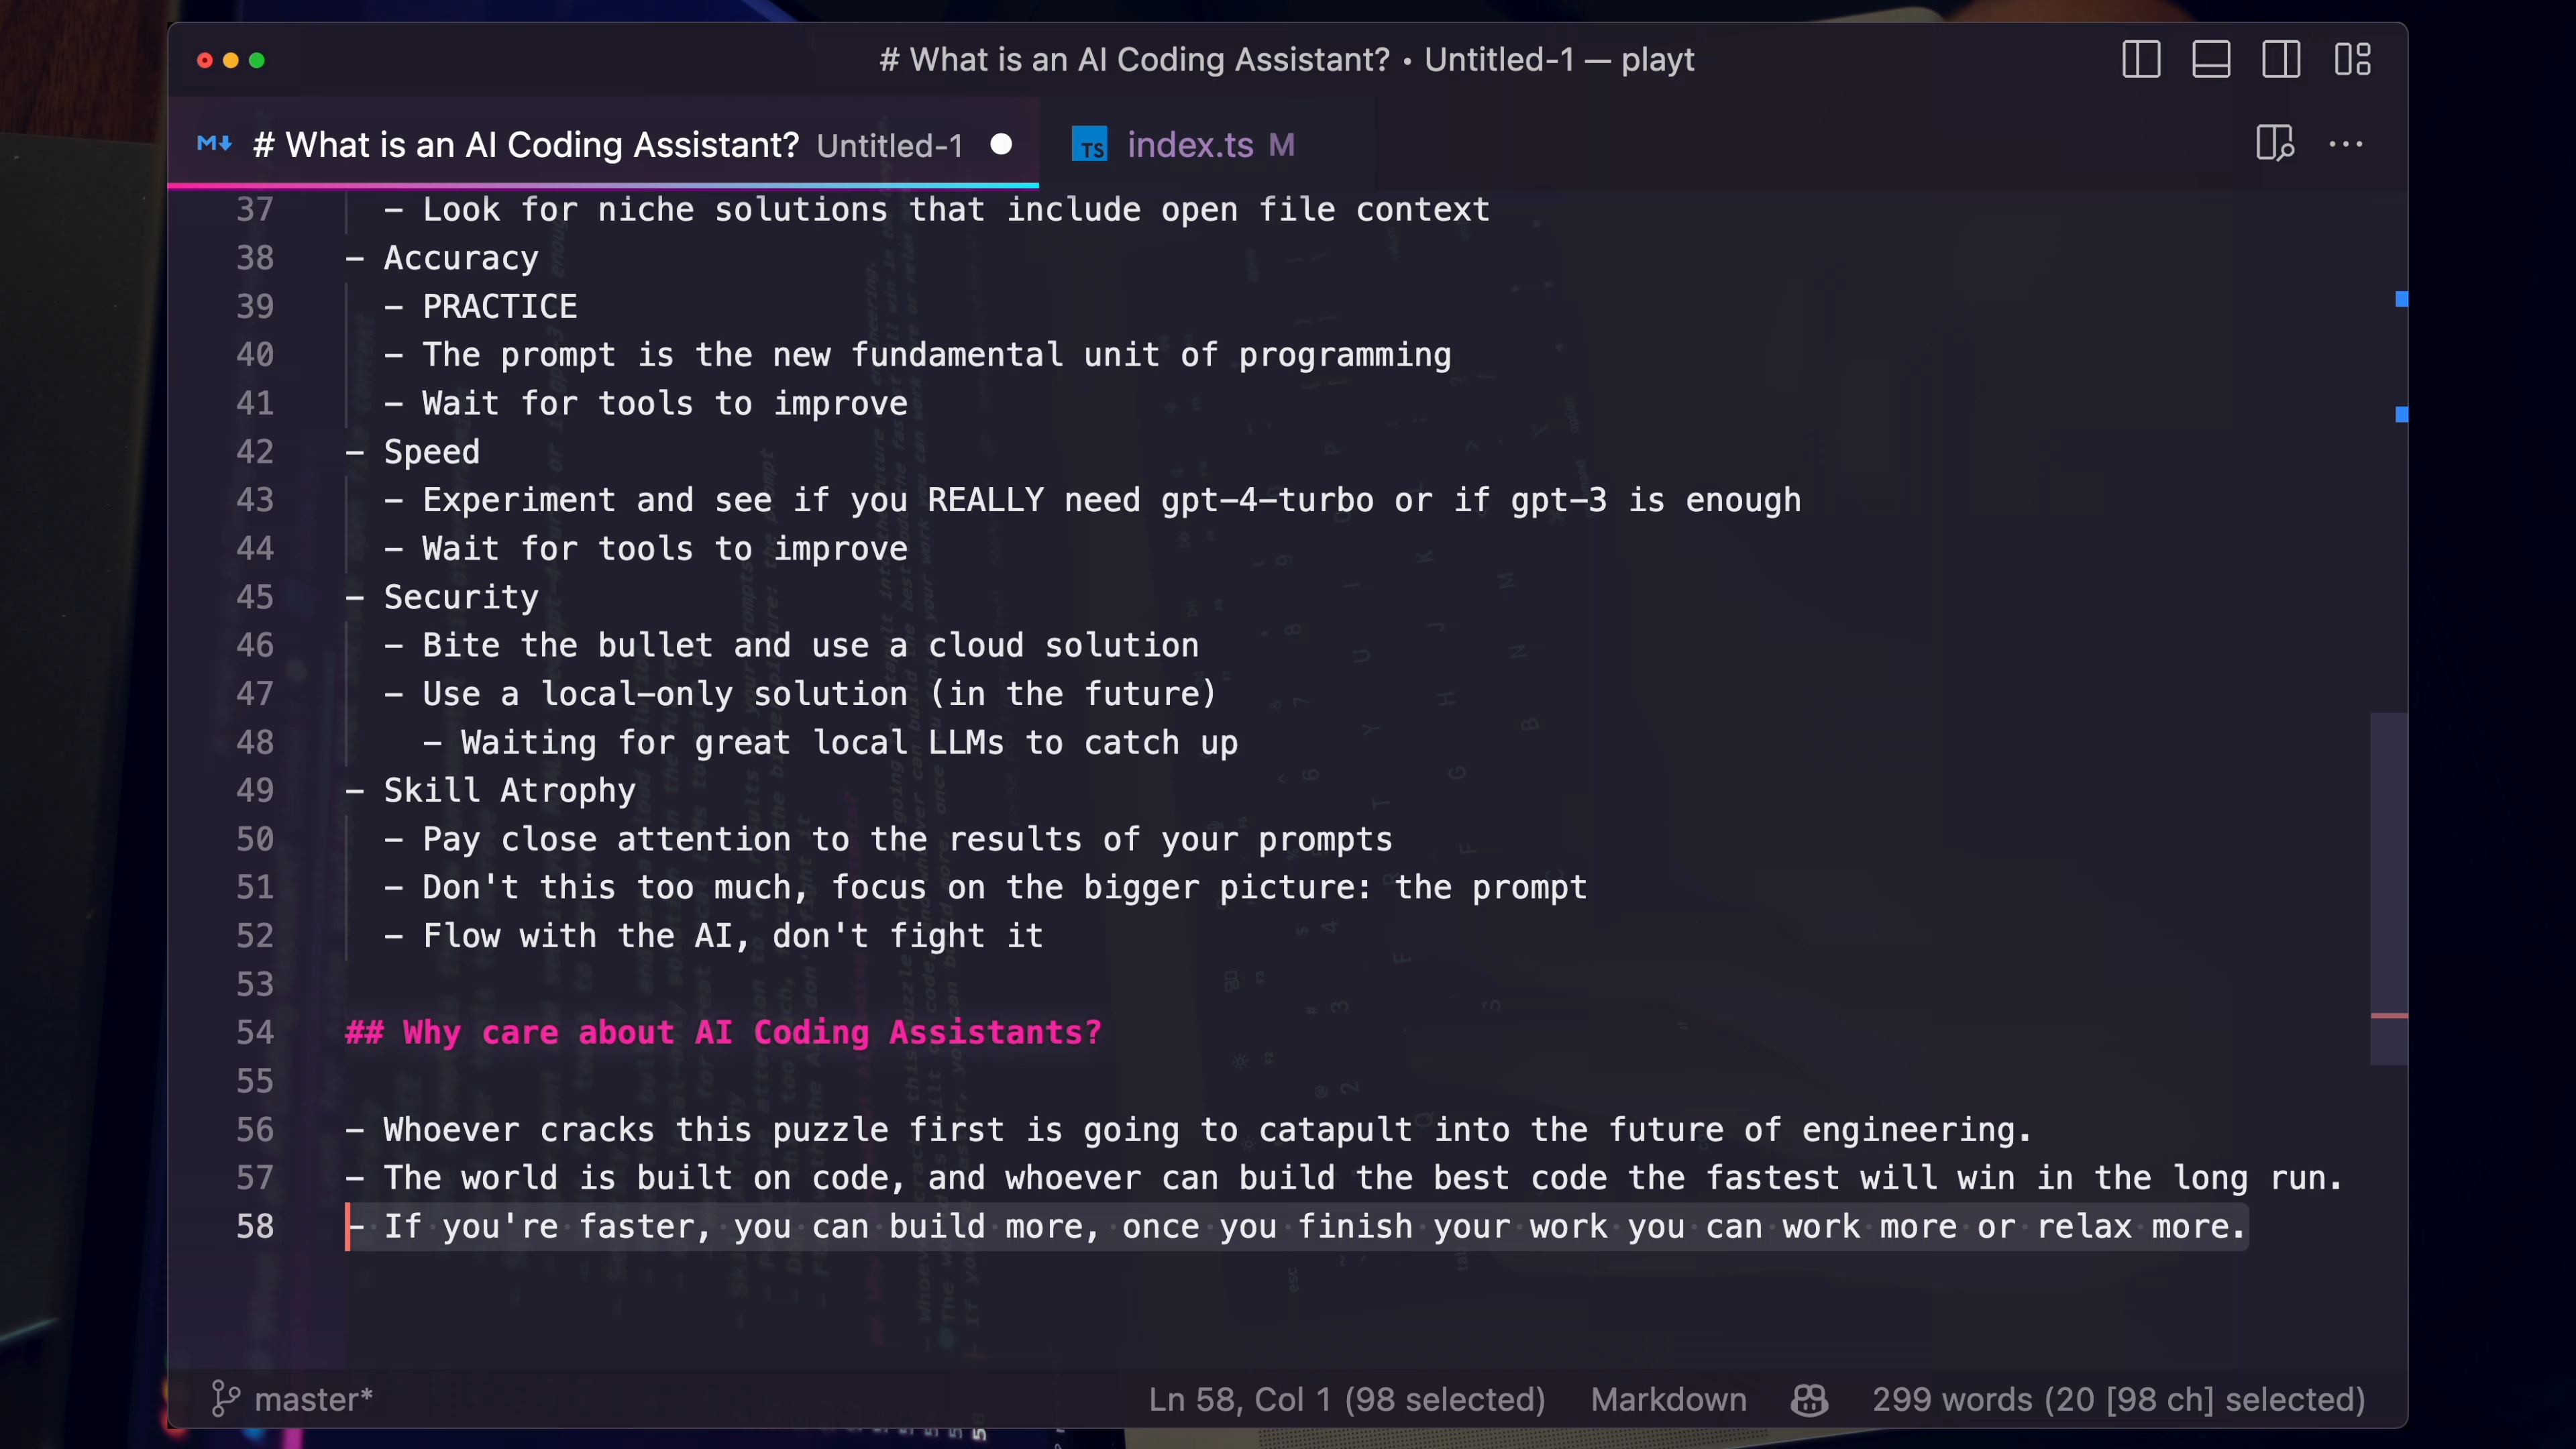 # What is an AI Coding Assistant? • Untitled-1 — playt
# What is an AI Coding Assistant? Untitled-1
TS index.ts M
37 - Look for niche solutions that include open file context
38 - Accuracy
39 - PRACTICE
40 - The prompt is the new fundamental unit of programming
41 - Wait for tools to improve
42 - Speed
43 - Experiment and see if you REALLY need gpt-4-turbo or if gpt-3 is enough
44 - Wait for tools to improve
45 - Security
46 - Bite the bullet and use a cloud solution
47 - Use a local-only solution (in the future)
48 - Waiting for great local LLMs to catch up
49 - Skill Atrophy
50 - Pay close attention to the results of your prompts
51 - Don't this too much, focus on the bigger picture: the prompt
52 - Flow with the AI, don't fight it
53
54 ## Why care about AI Coding Assistants?
55
56 - Whoever cracks this puzzle first is going to catapult into the future of engineering.
57 - The world is built on code, and whoever can build the best code the fastest will win in the long run.
58 - If you're faster, you can build more, once you finish your work you can work more or relax more.
master* Ln 58, Col 1 (98 selected) Markdown 299 words (20 [98 ch] selected)